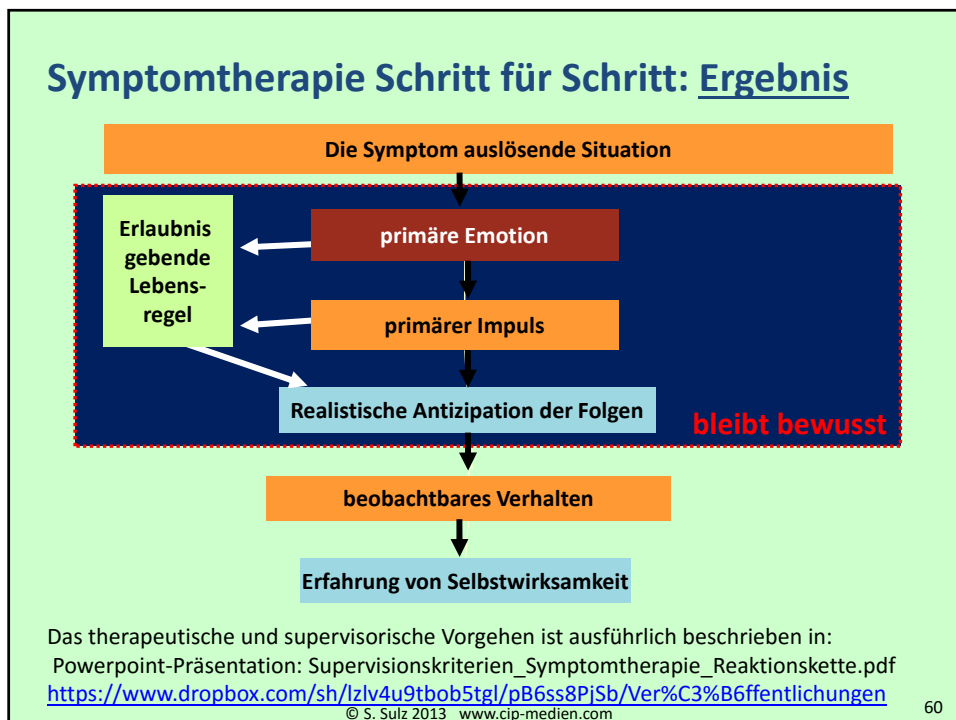 Symptomtherapie Schritt für Schritt: Ergebnis
Die Symptom auslösende Situation
Erlaubnis
gebende
Lebens-
regel
primäre Emotion
primärer Impuls
Realistische Antizipation der Folgen
bleibt bewusst
beobachtbares Verhalten
Erfahrung von Selbstwirksamkeit
Das therapeutische und supervisorische Vorgehen ist ausführlich beschrieben in:
Powerpoint-Präsentation: Supervisionskriterien_Symptomtherapie_Reaktionskette.pdf
https://www.dropbox.com/sh/lzlv4u9tbob5tgl/pB6ss8PjSb/Ver%C3%B6ffentlichungen
© S. Sulz 2013 www.cip-medien.com
60